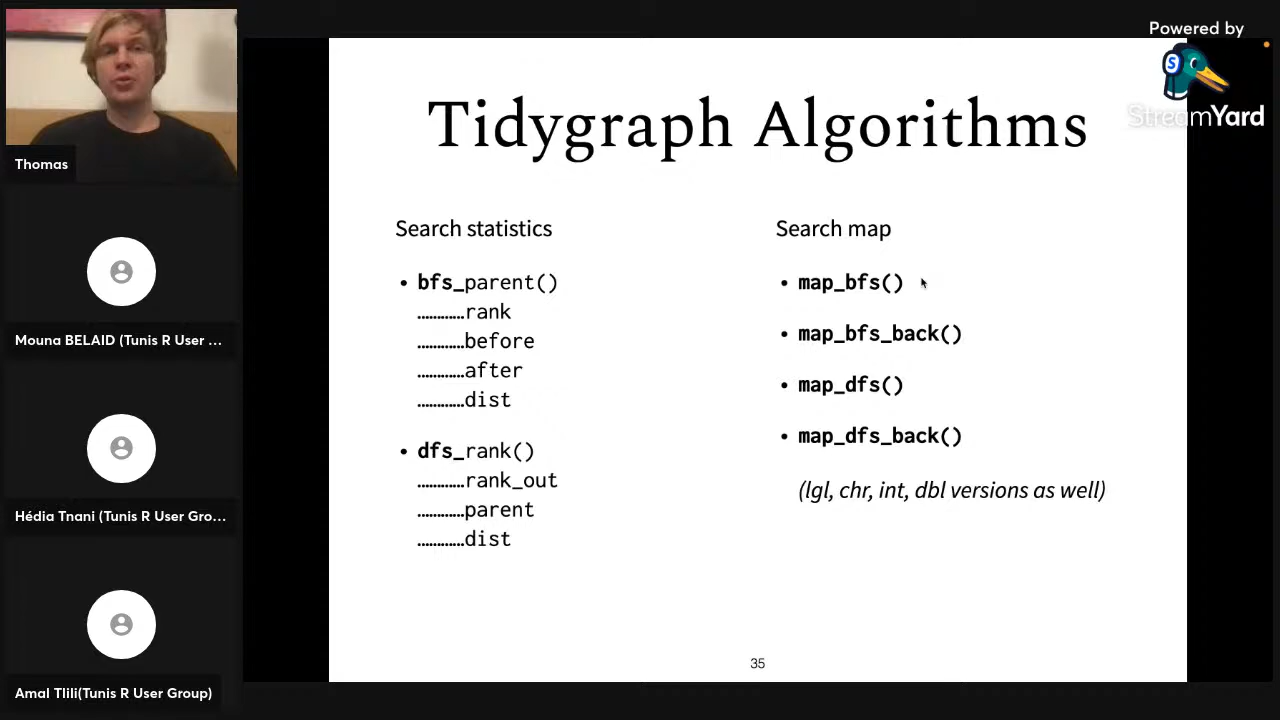 Powered by
S
StreamYard
Thomas
Mouna BELAID (Tunis R User ...
Hédia Tnani (Tunis R User Gro...
Amal Tlili(Tunis R User Group)
Tidygraph Algorithms
Search statistics
• bfs_parent()
............rank
............before
............after
............dist
• dfs_rank()
............rank_out
............parent
............dist
Search map
• map_bfs()
• map_bfs_back()
• map_dfs()
• map_dfs_back()
(lgl, chr, int, dbl versions as well)
35